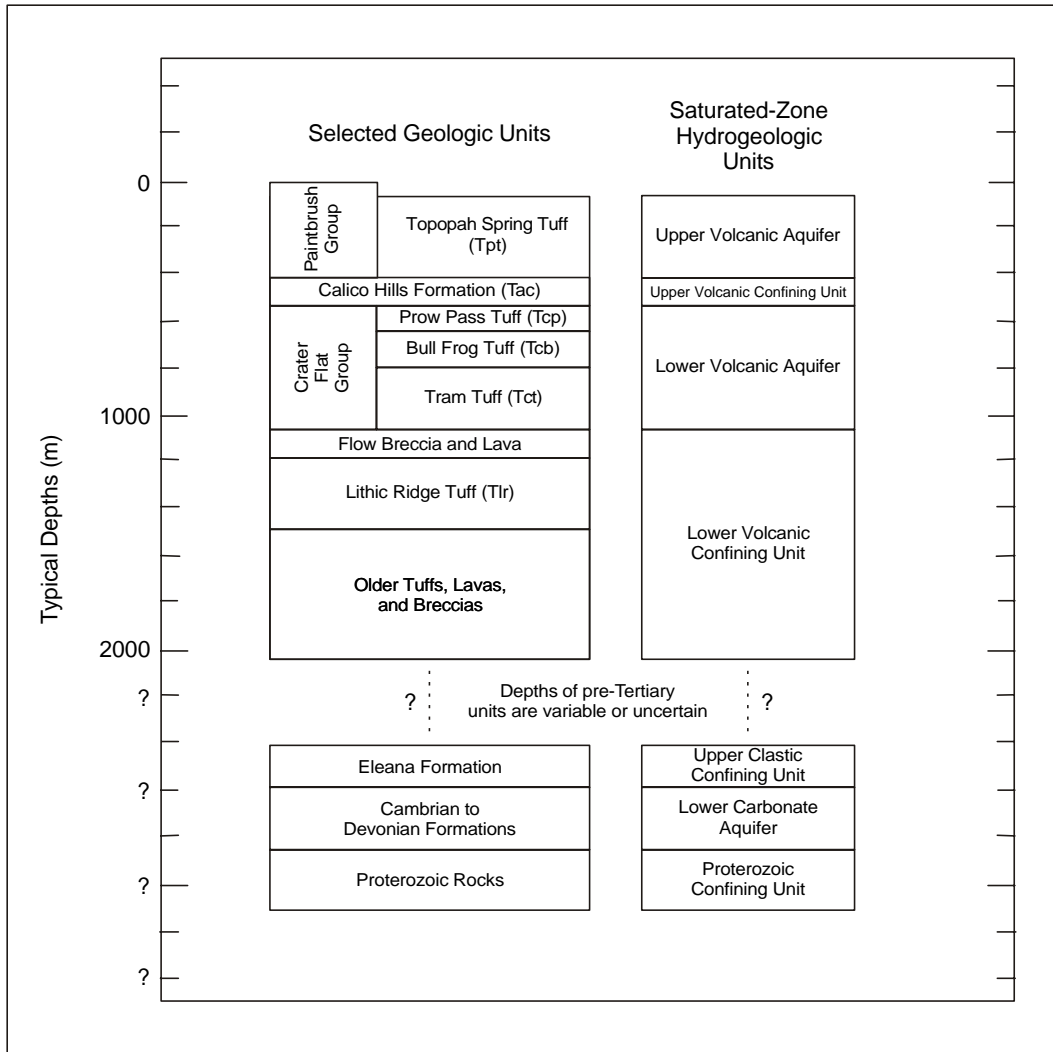 Selected Geologic Units
Saturated-Zone
Hydrogeologic
Units
Typical Depths (m)
0
1000
2000
?
?
?
?
Paintbrush
Group
Topopah Spring Tuff
(Tpt)
Calico Hills Formation (Tac)
Crater
Flat
Group
Prow Pass Tuff (Tcp)
Bull Frog Tuff (Tcb)
Tram Tuff (Tct)
Flow Breccia and Lava
Lithic Ridge Tuff (Tlr)
Older Tuffs, Lavas,
and Breccias
Upper Volcanic Aquifer
Upper Volcanic Confining Unit
Lower Volcanic Aquifer
Lower Volcanic
Confining Unit
?
Depths of pre-Tertiary
units are variable or uncertain
?
Eleana Formation
Cambrian to
Devonian Formations
Proterozoic Rocks
Upper Clastic
Confining Unit
Lower Carbonate
Aquifer
Proterozoic
Confining Unit